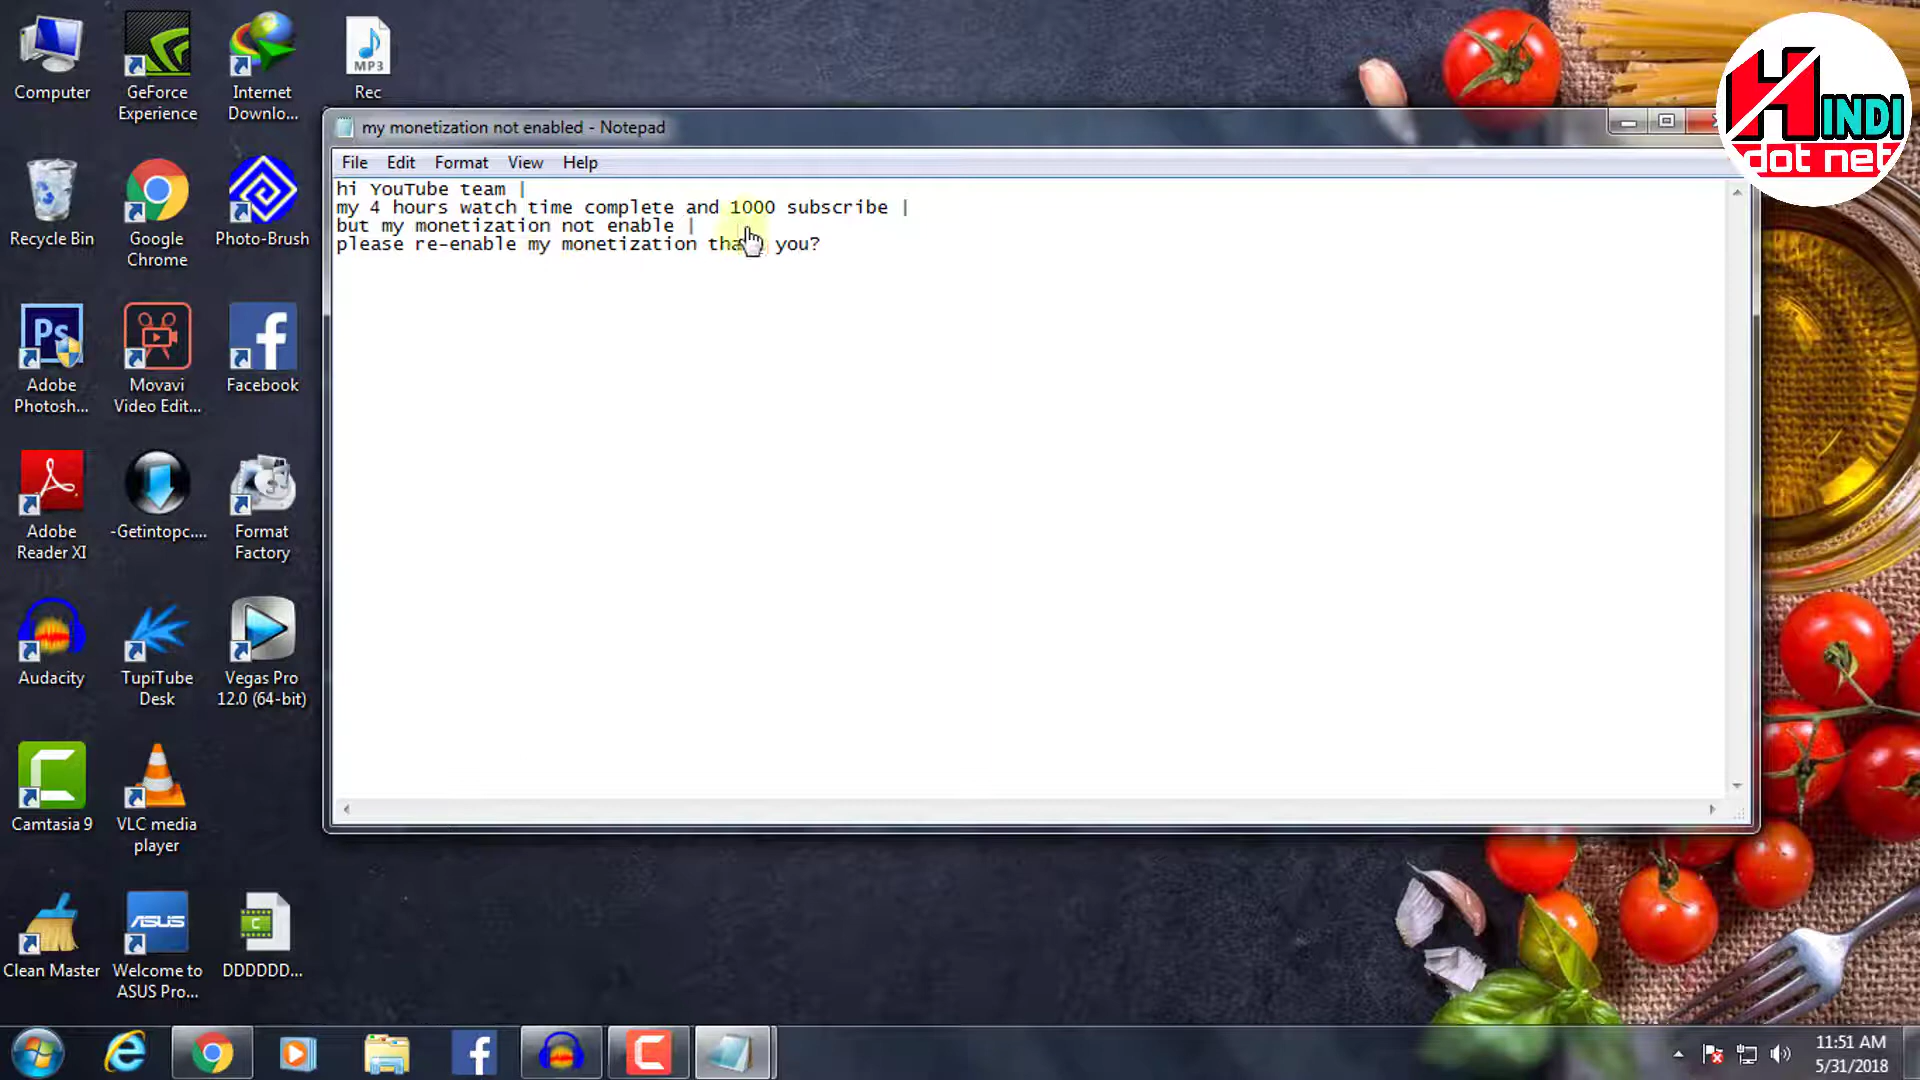 Computer
GeForce
Experience
Internet
Downlo...
MP3
Rec
HINDI
dot net
my monetization not enabled - Notepad
File Edit Format View Help
hi YouTube team |
my 4 hours watch time complete and 1000 subscribe |
but my monetization not enable |
please re-enable my monetization thank you?
Recycle Bin
Google
Chrome
Photo-Brush
Ps
Adobe
Photosh...
Movavi
Video Edit...
Facebook
Adobe
Reader XI
-Getintopc....
Format
Factory
Audacity
TupiTube
Desk
Vegas Pro
12.0 (64-bit)
Camtasia 9
VLC media
player
Clean Master
ASUS
Welcome to
ASUS Pro...
DDDDDD...
11:51 AM
5/31/2018